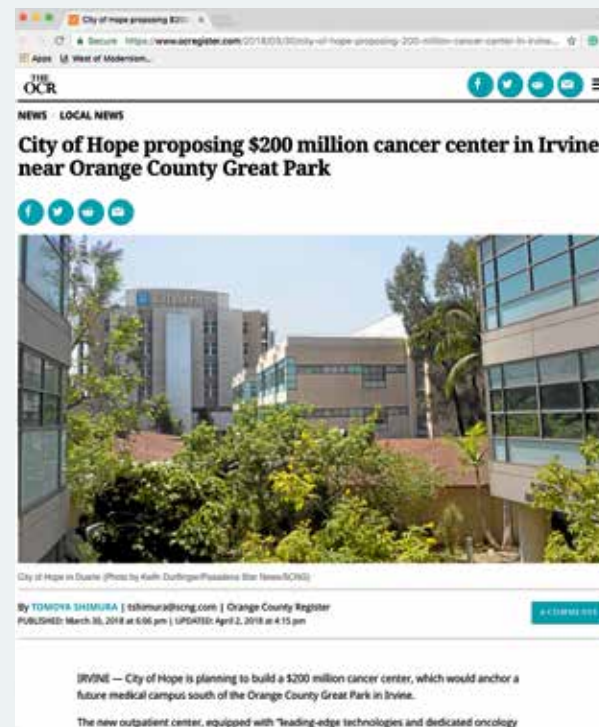 City of Hope proposing $20
Secure https://www.ocregister.com/2018/03/30/city-of-hope-proposing-200-million-cancer-center-in-irvine...
Apps West of Modernism...
THE
OCR
NEWS LOCAL NEWS
City of Hope proposing $200 million cancer center in Irvine
near Orange County Great Park
CITY OF HOPE
City of Hope in Duarte (Photo by Keith Durflinger/Pasadena Star News/SCNG)
By TOMOYA SHIMURA | tshimura@scng.com | Orange County Register
PUBLISHED: March 30, 2018 at 6:06 pm | UPDATED: April 2, 2018 at 4:15 pm
COMMENTS
IRVINE — City of Hope is planning to build a $200 million cancer center, which would anchor a
future medical campus south of the Orange County Great Park in Irvine.
The new outpatient center, equipped with "leading-edge technologies and dedicated oncology